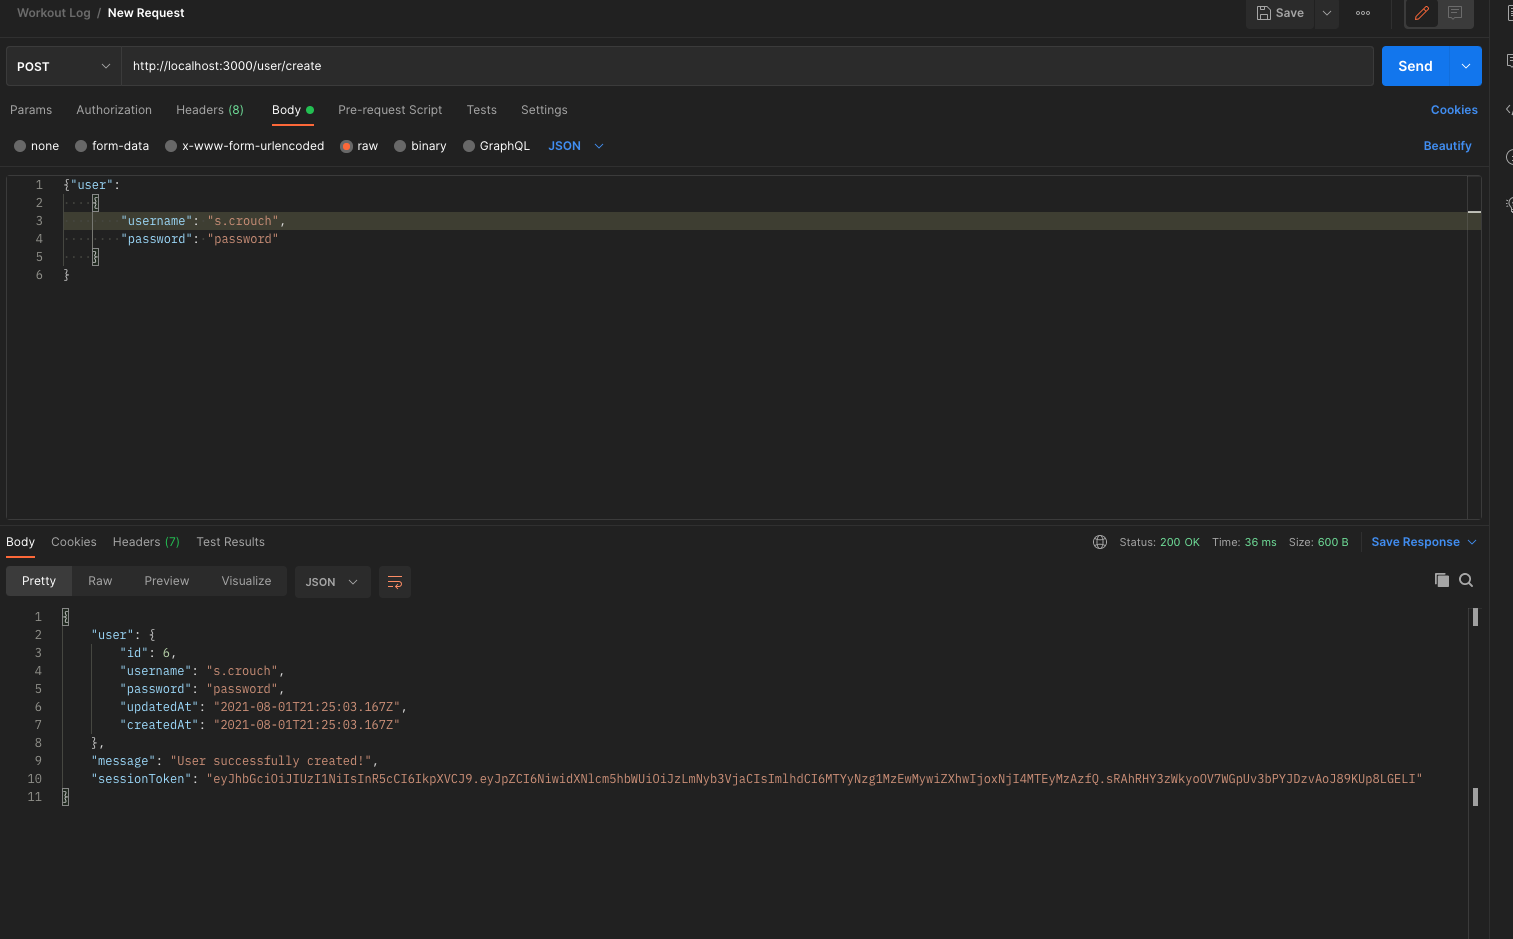 Workout Log / New Request
Save
POST
http://localhost:3000/user/create
Send
Params Authorization Headers (8) Body Pre-request Script Tests Settings Cookies
none form-data x-www-form-urlencoded raw binary GraphQL JSON Beautify
1 {"user":
2 {
3 "username": "s.crouch",
4 "password": "password"
5 }
6 }
Body Cookies Headers (7) Test Results Status: 200 OK Time: 36 ms Size: 600 B Save Response
Pretty Raw Preview Visualize JSON
1 {
2 "user": {
3 "id": 6,
4 "username": "s.crouch",
5 "password": "password",
6 "updatedAt": "2021-08-01T21:25:03.167Z",
7 "createdAt": "2021-08-01T21:25:03.167Z"
8 },
9 "message": "User successfully created!",
10 "sessionToken": "eyJhbGciOiJIUzI1NiIsInR5cCI6IkpXVCJ9.eyJpZCI6NiwidXNlcm5hbWUiOiJzLmNyb3VjaCIsImlhdCI6MTYyNzg1MzEwMywiZXhwIjoxNjI4MTEyMzAzfQ.sRAhRHY3zWkyoOV7WGpUv3bPYJDzvAoJ89KUp8LGELI"
11 }